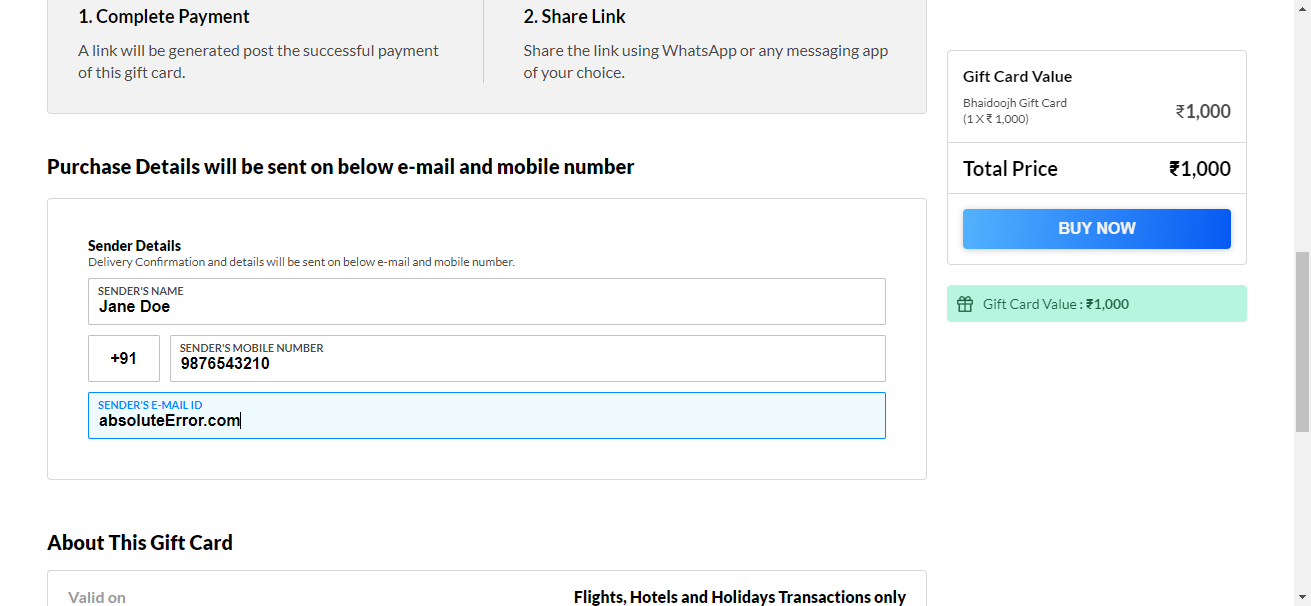 1. Complete Payment
A link will be generated post the successful payment
of this gift card.
2. Share Link
Share the link using WhatsApp or any messaging app
of your choice.
Purchase Details will be sent on below e-mail and mobile number
Sender Details
Delivery Confirmation and details will be sent on below e-mail and mobile number.
SENDER'S NAME
Jane Doe
+91
SENDER'S MOBILE NUMBER
9876543210
SENDER'S E-MAIL ID
absoluteError.com
About This Gift Card
Valid on
Flights, Hotels and Holidays Transactions only
Gift Card Value
Bhaidoojh Gift Card
(1 X ₹ 1,000)
₹1,000
Total Price
₹1,000
BUY NOW
Gift Card Value : ₹1,000